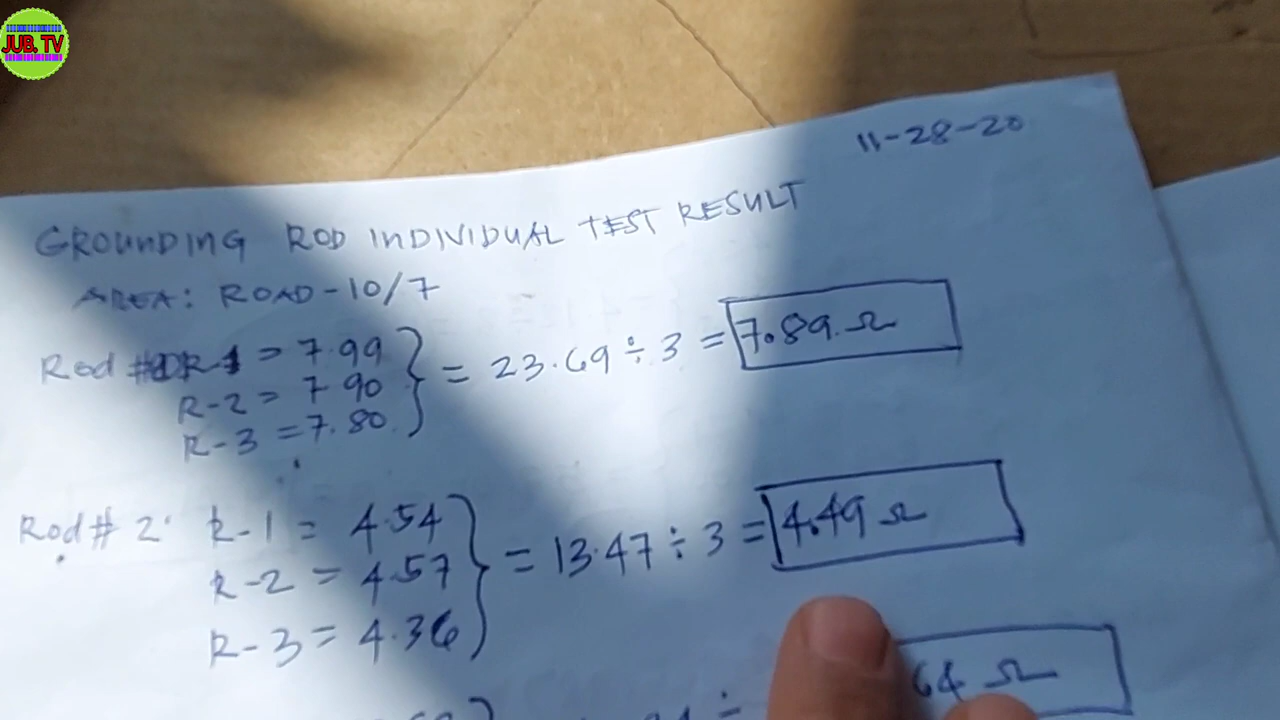 JUB.TV
11-28-20
GROUNDING ROD INDIVIDUAL TEST RESULT
AREA: ROAD-10/7
Rod #1 R-1 = 7.99
R-2 = 7.90
R-3 = 7.80
} = 23.69 ÷ 3 = 7.89 Ω
Rod # 2: R-1 = 4.54
R-2 = 4.57
R-3 = 4.36
} = 13.47 ÷ 3 = 4.49 Ω
64 Ω